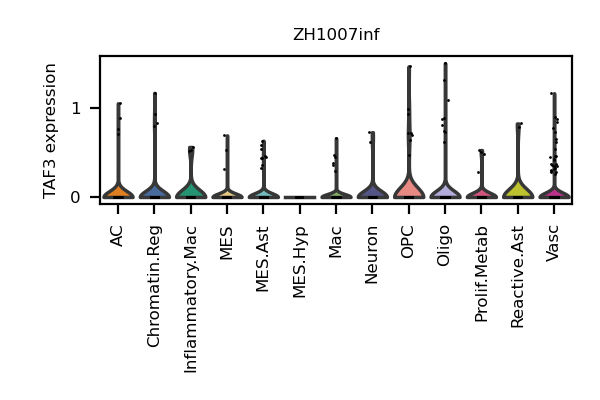 ZH1007inf
TAF3 expression
1
0
AC
Chromatin.Reg
Inflammatory.Mac
MES
MES.Ast
MES.Hyp
Mac
Neuron
OPC
Oligo
Prolif.Metab
Reactive.Ast
Vasc